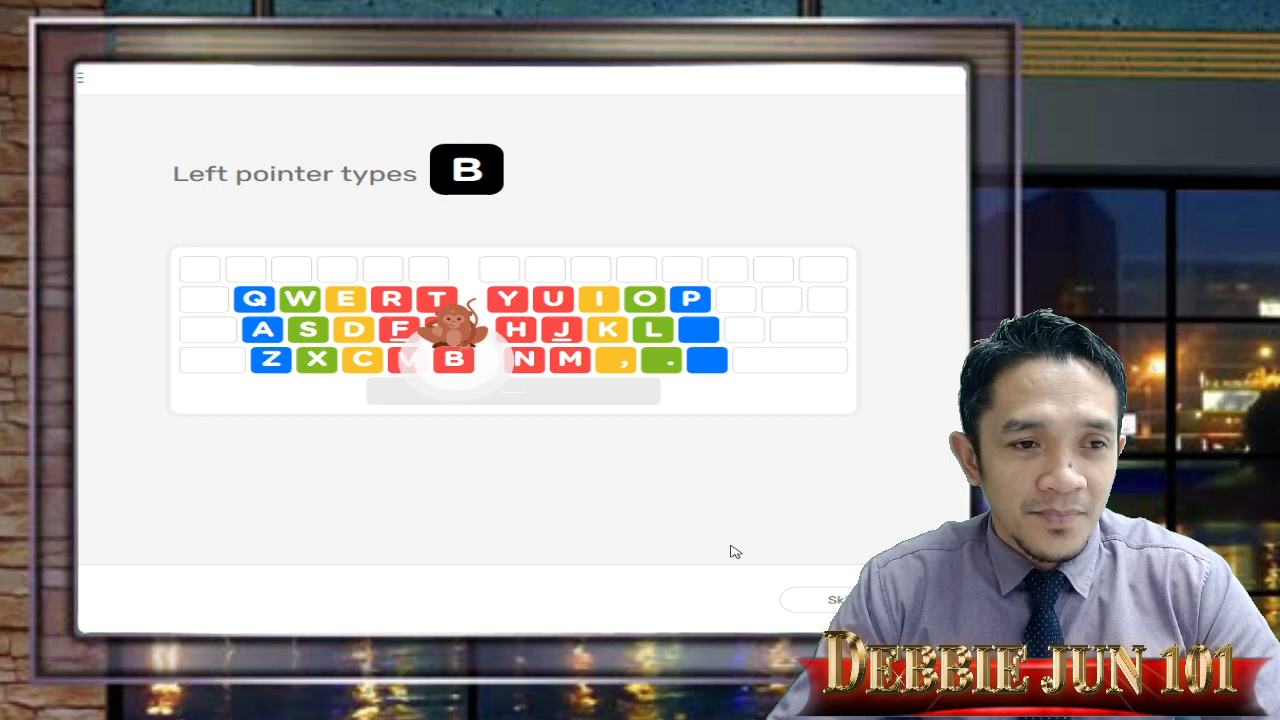 Left pointer types B
Q W E R T Y U I O P
A S D F H J K L
Z X C B N M , .
DEBBIE JUN 101